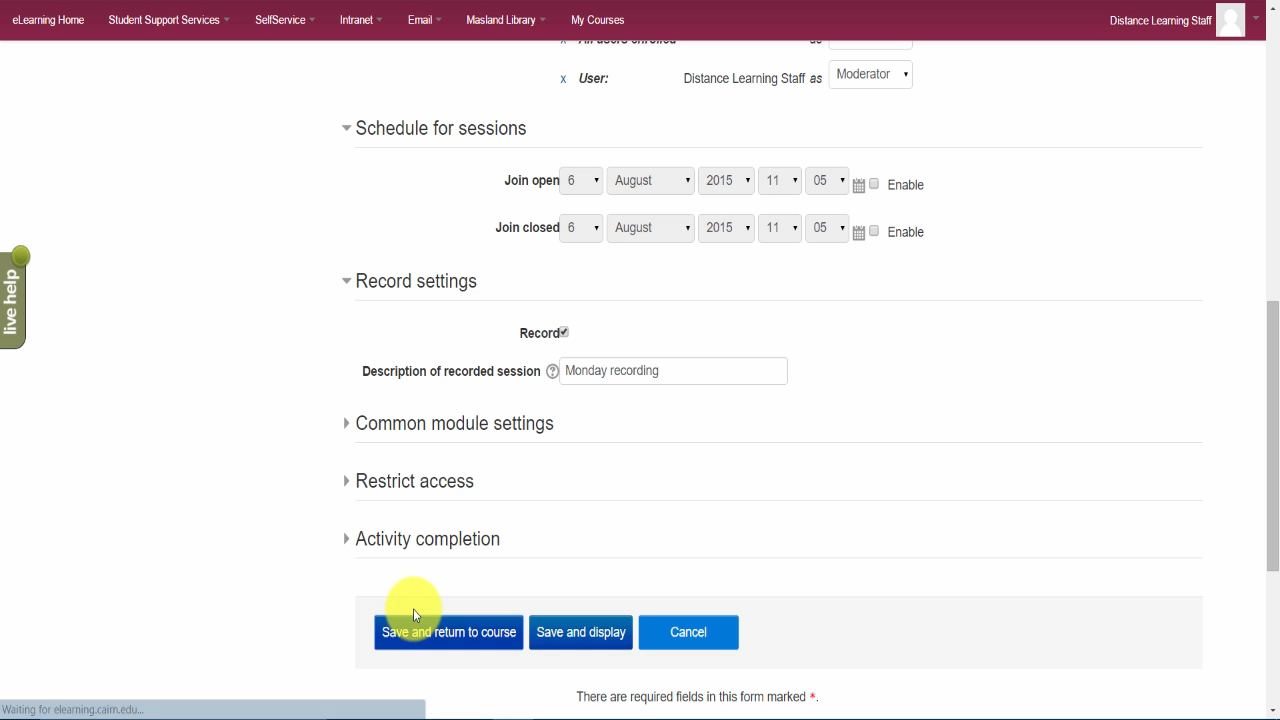 eLearning Home Student Support Services SelfService Intranet Email Masland Library My Courses Distance Learning Staff
x All users enrolled as
x User: Distance Learning Staff as Moderator
Schedule for sessions
Join open 6 August 2015 11 05 Enable
Join closed 6 August 2015 11 05 Enable
live help
Record settings
Record
Description of recorded session ? Monday recording
Common module settings
Restrict access
Activity completion
Save and return to course Save and display Cancel
There are required fields in this form marked *.
Waiting for elearning.cairn.edu...